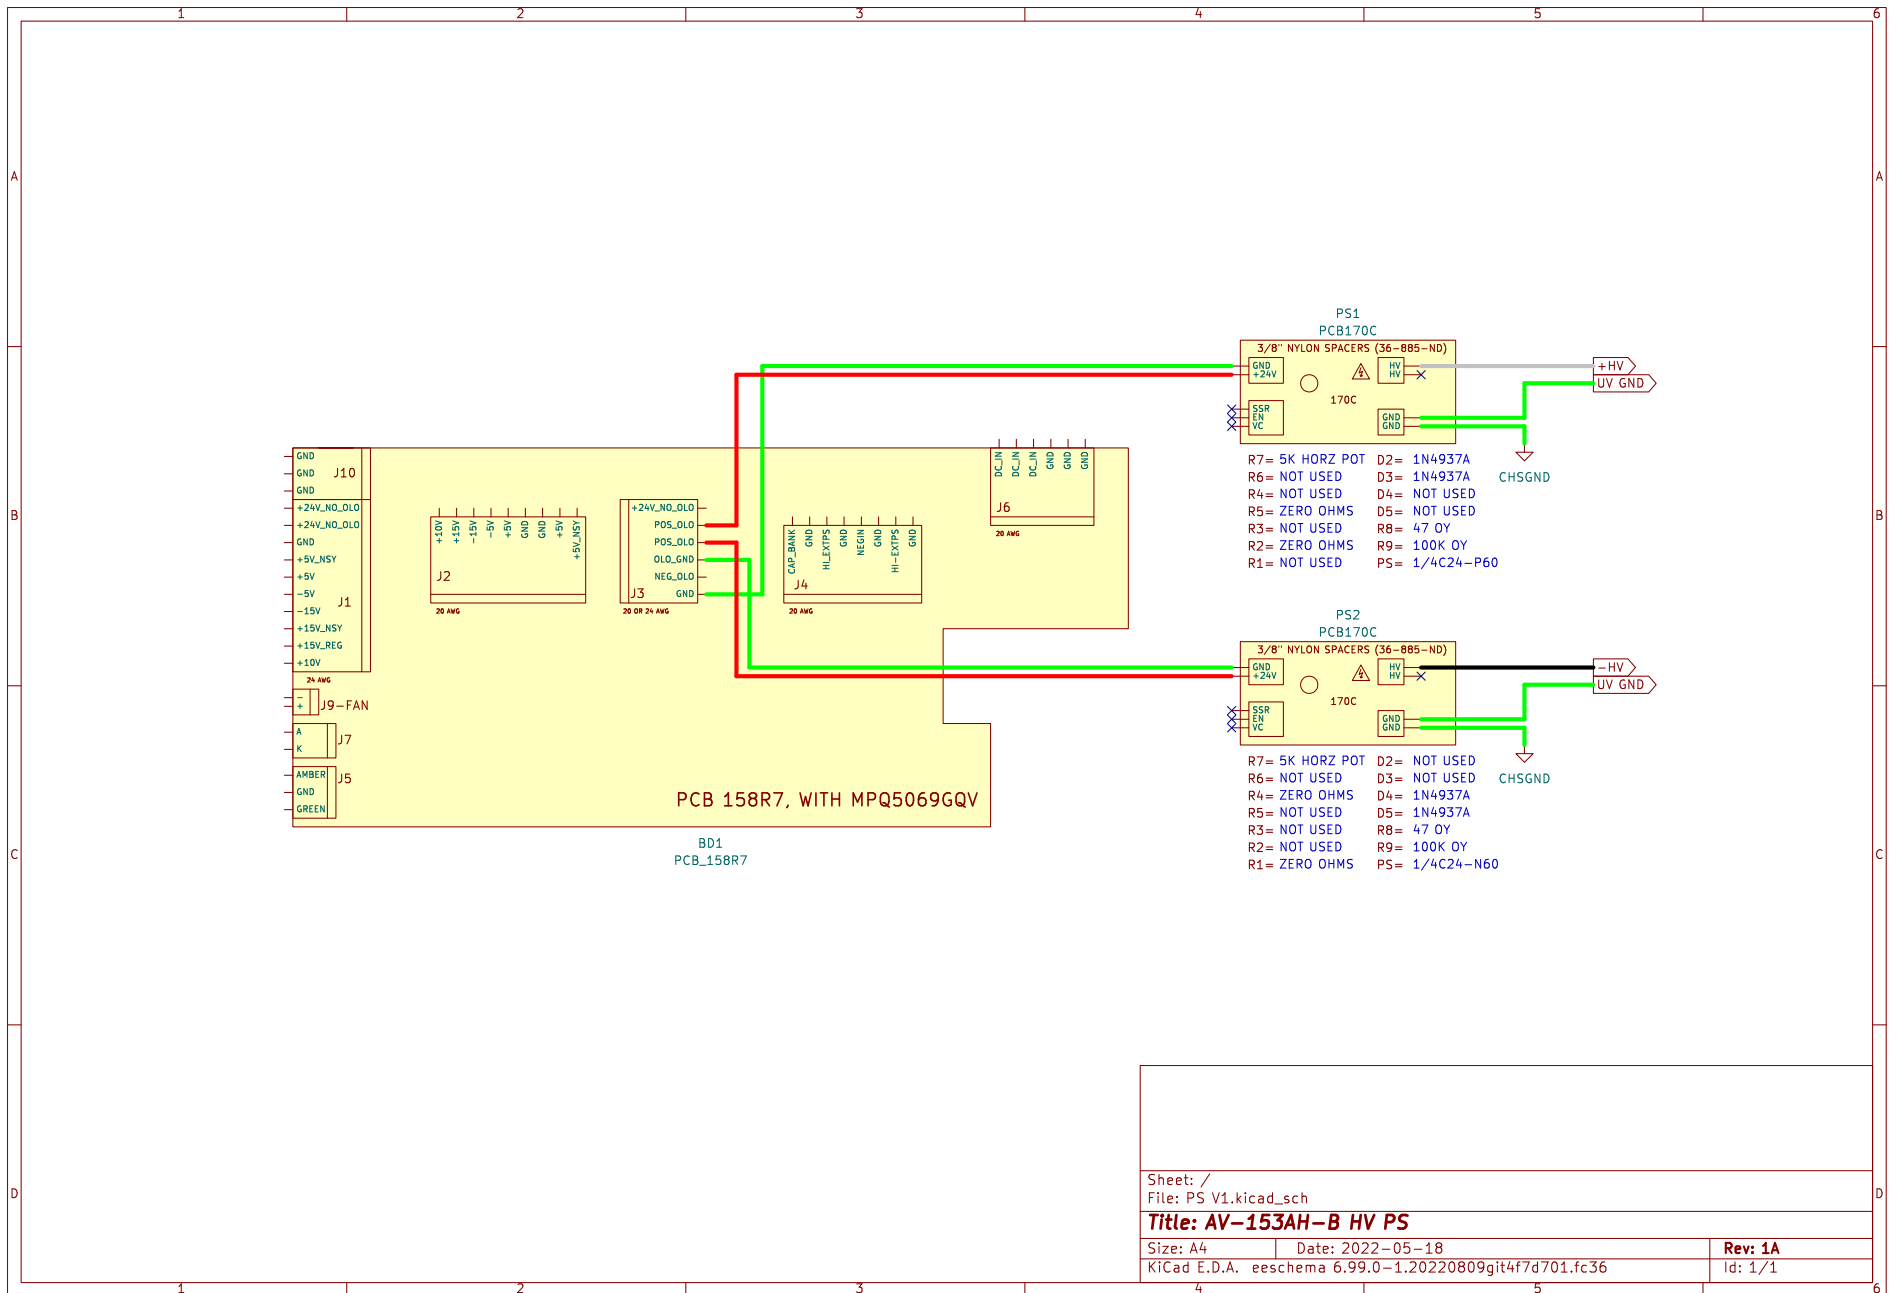 1 2 3 4 5 6
A A
B B
C C
D D
PS1
PCB170C
3/8" NYLON SPACERS (36-885-ND)
GND
+24V
HV
HV
170C
SSR
EN
VC
GND
GND
+HV
UV GND
CHSGND
R7= 5K HORZ POT D2= 1N4937A
R6= NOT USED D3= 1N4937A
R4= NOT USED D4= NOT USED
R5= ZERO OHMS D5= NOT USED
R3= NOT USED R8= 47 OY
R2= ZERO OHMS R9= 100K OY
R1= NOT USED PS= 1/4C24-P60
GND
GND
GND
J10
+24V_NO_OLO
+24V_NO_OLO
GND
+5V_NSY
+5V
-5V
-15V
+15V_NSY
+15V_REG
+10V
J1
24 AWG
-
+
J9-FAN
A
K
J7
AMBER
GND
GREEN
J5
+10V
+15V
-15V
-5V
+5V
GND
GND
+5V
+5V_NSY
J2
20 AWG
+24V_NO_OLO
POS_OLO
POS_OLO
OLO_GND
NEG_OLO
GND
J3
20 OR 24 AWG
CAP_BANK
GND
HI_EXTPS
GND
NEGIN
GND
HI-EXTPS
GND
J4
20 AWG
DC_IN
DC_IN
DC_IN
GND
GND
GND
J6
20 AWG
PCB 158R7, WITH MPQ5069GQV
BD1
PCB_158R7
PS2
PCB170C
3/8" NYLON SPACERS (36-885-ND)
GND
+24V
HV
HV
170C
SSR
EN
VC
GND
GND
-HV
UV GND
CHSGND
R7= 5K HORZ POT D2= NOT USED
R6= NOT USED D3= NOT USED
R4= ZERO OHMS D4= 1N4937A
R5= NOT USED D5= 1N4937A
R3= NOT USED R8= 47 OY
R2= NOT USED R9= 100K OY
R1= ZERO OHMS PS= 1/4C24-N60
Sheet: /
File: PS V1.kicad_sch
Title: AV-153AH-B HV PS
Size: A4 Date: 2022-05-18 Rev: 1A
KiCad E.D.A. eeschema 6.99.0-1.20220809git4f7d701.fc36 Id: 1/1
1 2 3 4 5 6